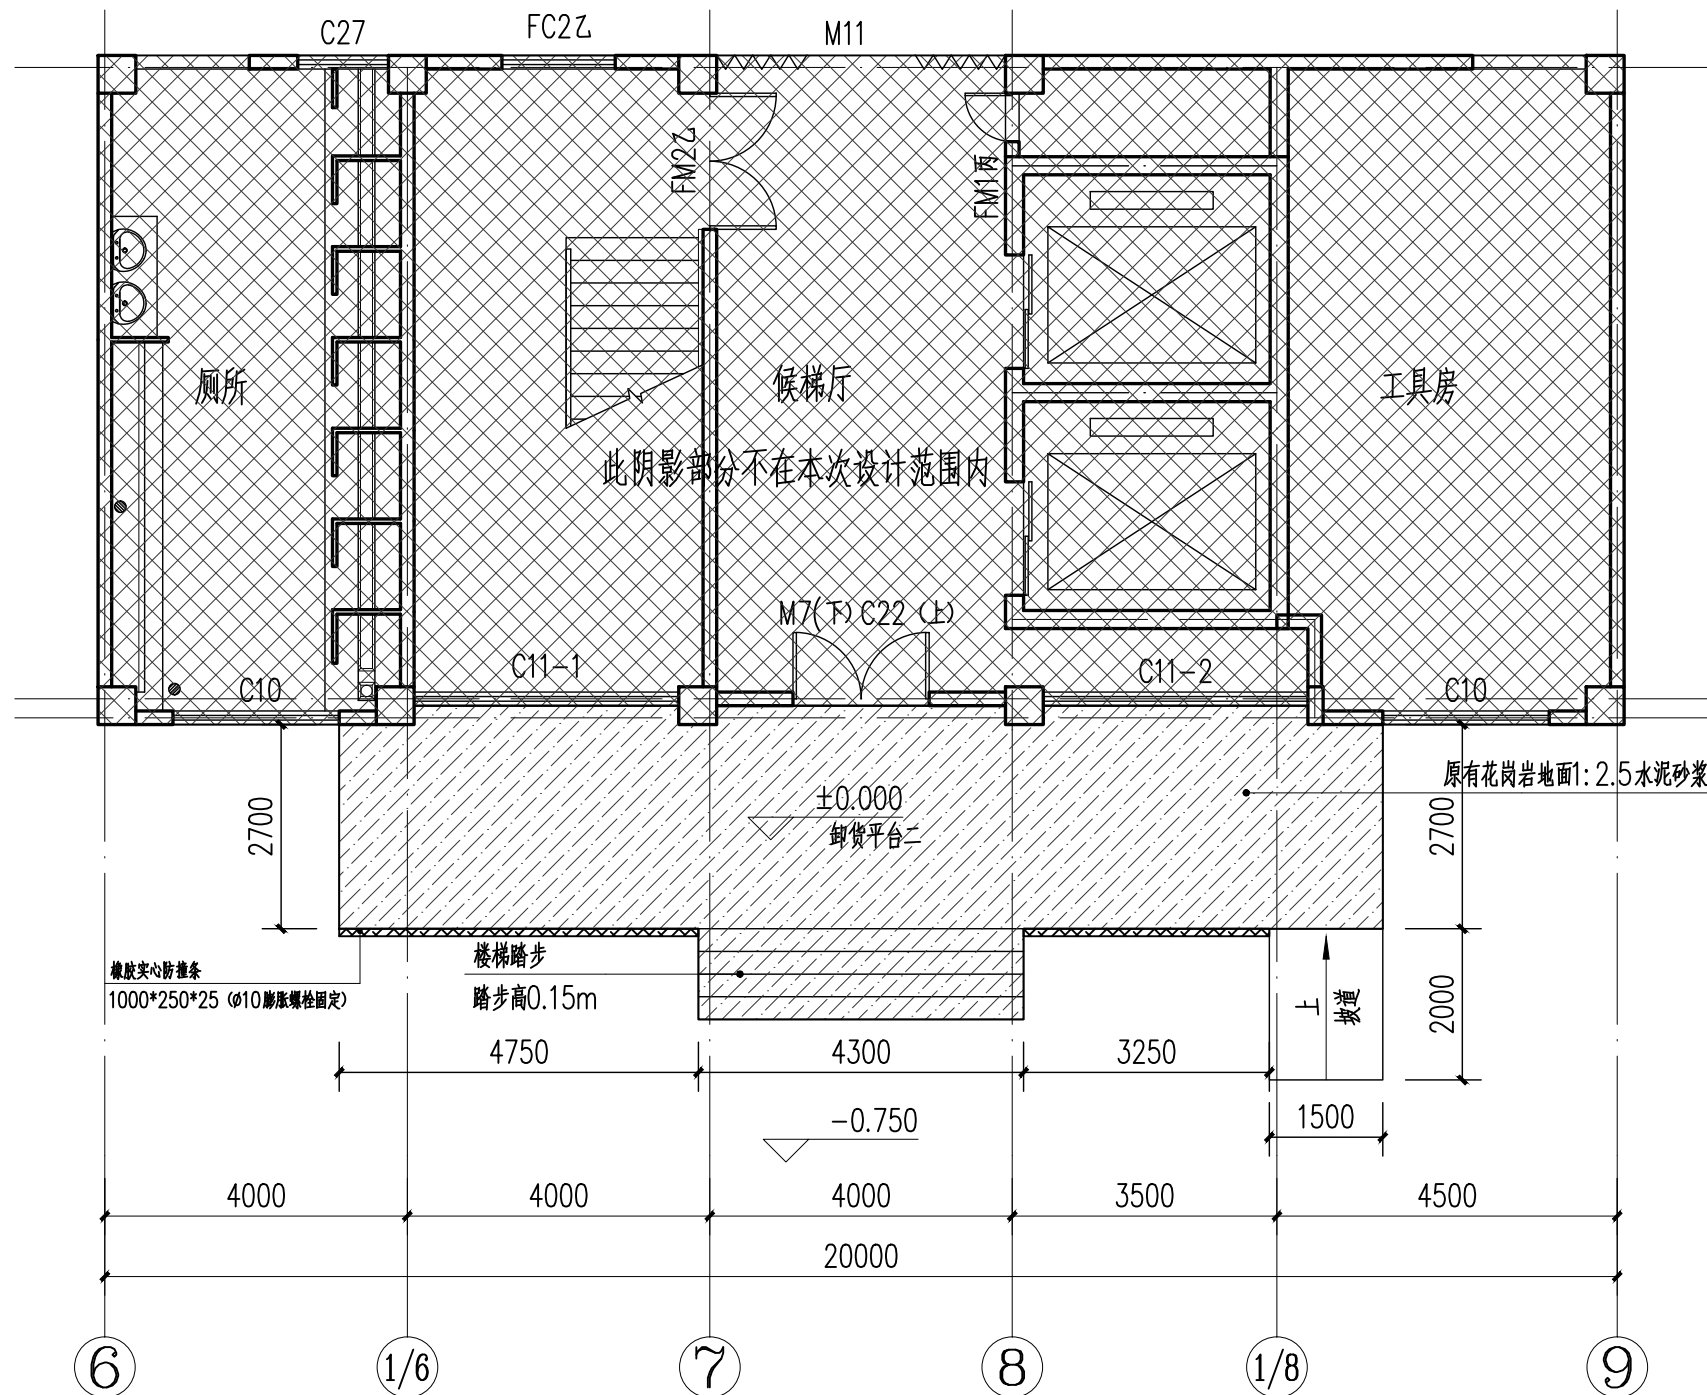 C27
FC2乙
M11
FM2乙
FM1丙
厕所
候梯厅
工具房
此阴影部分不在本次设计范围内
M7(下) C22 (上)
C10
C11-1
C11-2
C10
2700
±0.000
卸货平台二
原有花岗岩地面1:2.5水泥砂浆
2700
橡胶实心防撞条
1000*250*25 (Ø10膨胀螺栓固定)
楼梯踏步
踏步高0.15m
上
坡道
2000
4750
4300
3250
-0.750
1500
4000
4000
4000
3500
4500
20000
6
1/6
7
8
1/8
9